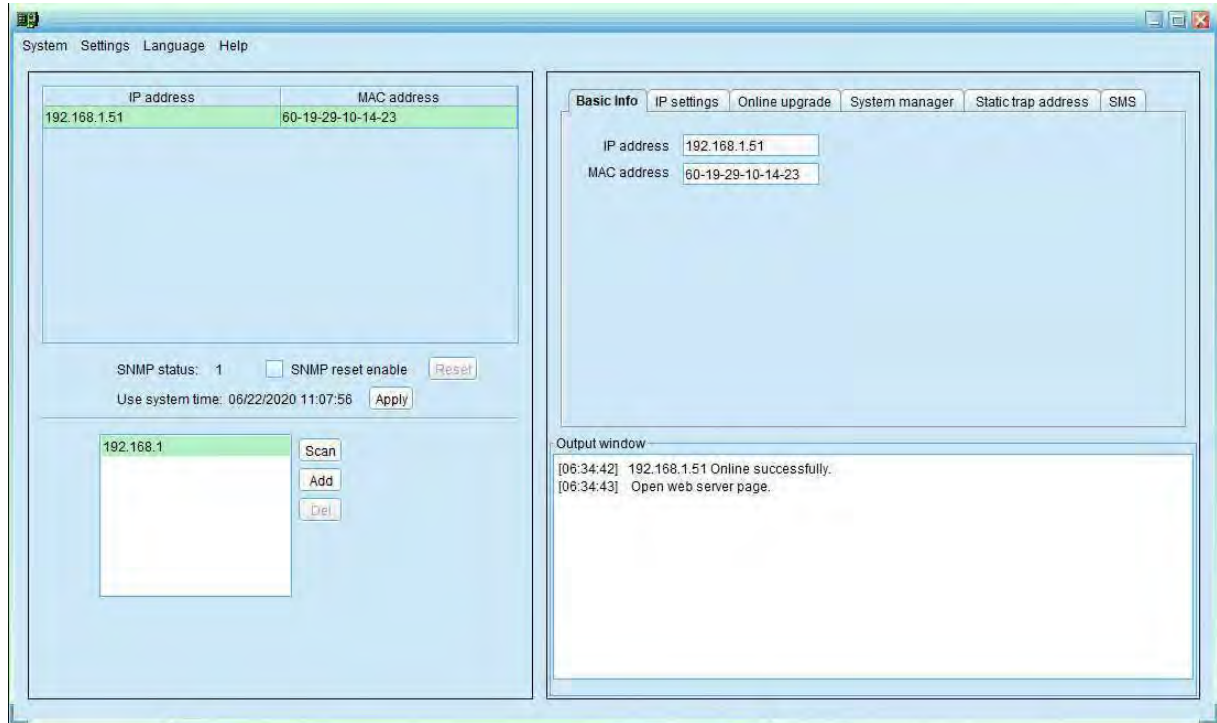 System Settings Language Help
IP address MAC address
192.168.1.51 60-19-29-10-14-23
SNMP status: 1 SNMP reset enable Reset
Use system time: 06/22/2020 11:07:56 Apply
192.168.1
Scan
Add
Del
Basic Info IP settings Online upgrade System manager Static trap address SMS
IP address 192.168.1.51
MAC address 60-19-29-10-14-23
Output window
[06:34:42] 192.168.1.51 Online successfully.
[06:34:43] Open web server page.